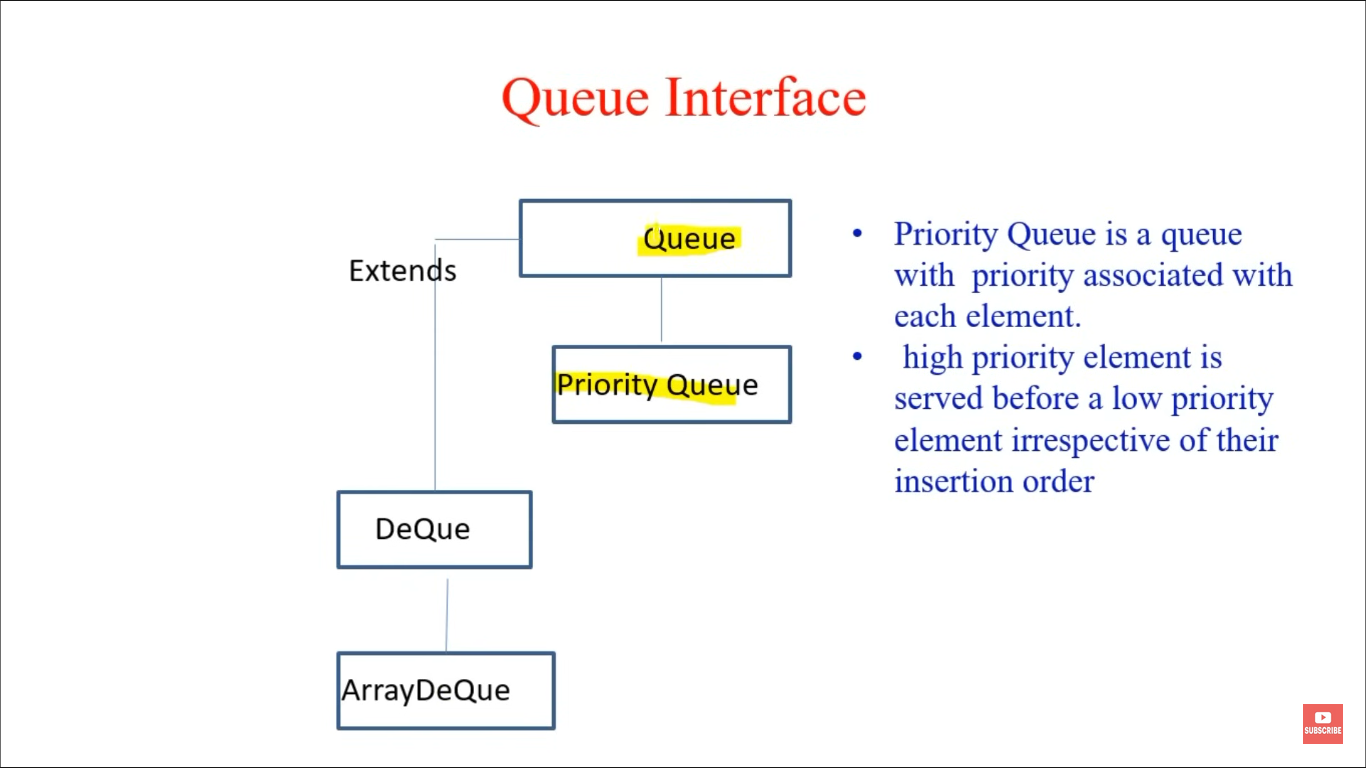 Queue Interface
Queue
Extends
Priority Queue
DeQue
ArrayDeQue
• Priority Queue is a queue
with priority associated with
each element.
• high priority element is
served before a low priority
element irrespective of their
insertion order
SUBSCRIBE